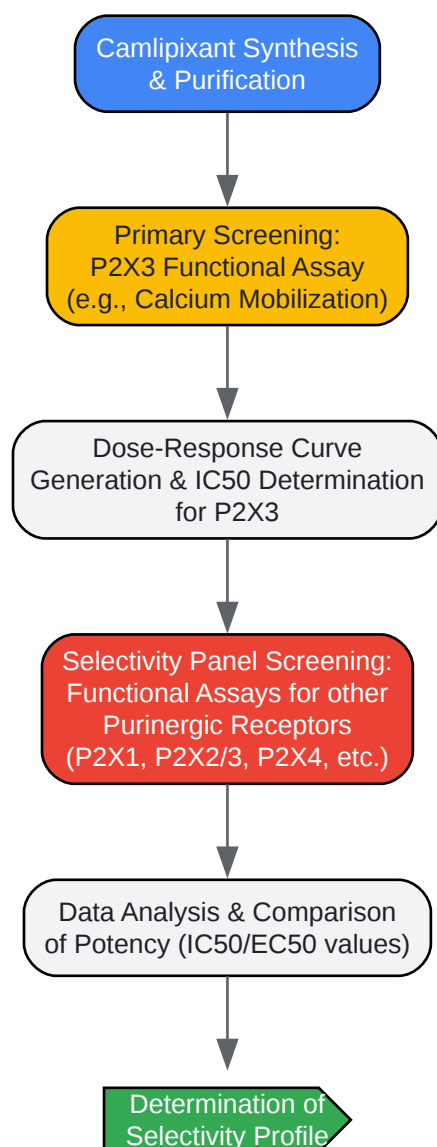 Camlipixant Synthesis
& Purification
Primary Screening:
P2X3 Functional Assay
(e.g., Calcium Mobilization)
Dose-Response Curve
Generation & IC50 Determination
for P2X3
Selectivity Panel Screening:
Functional Assays for other
Purinergic Receptors
(P2X1, P2X2/3, P2X4, etc.)
Data Analysis & Comparison
of Potency (IC50/EC50 values)
Determination of
Selectivity Profile